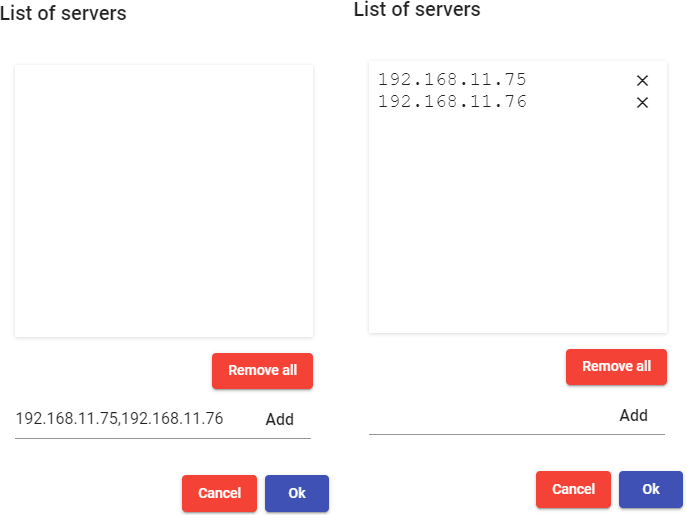 List of servers
Remove all
192.168.11.75,192.168.11.76 Add
Cancel Ok
List of servers
192.168.11.75 ×
192.168.11.76 ×
Remove all
Add
Cancel Ok